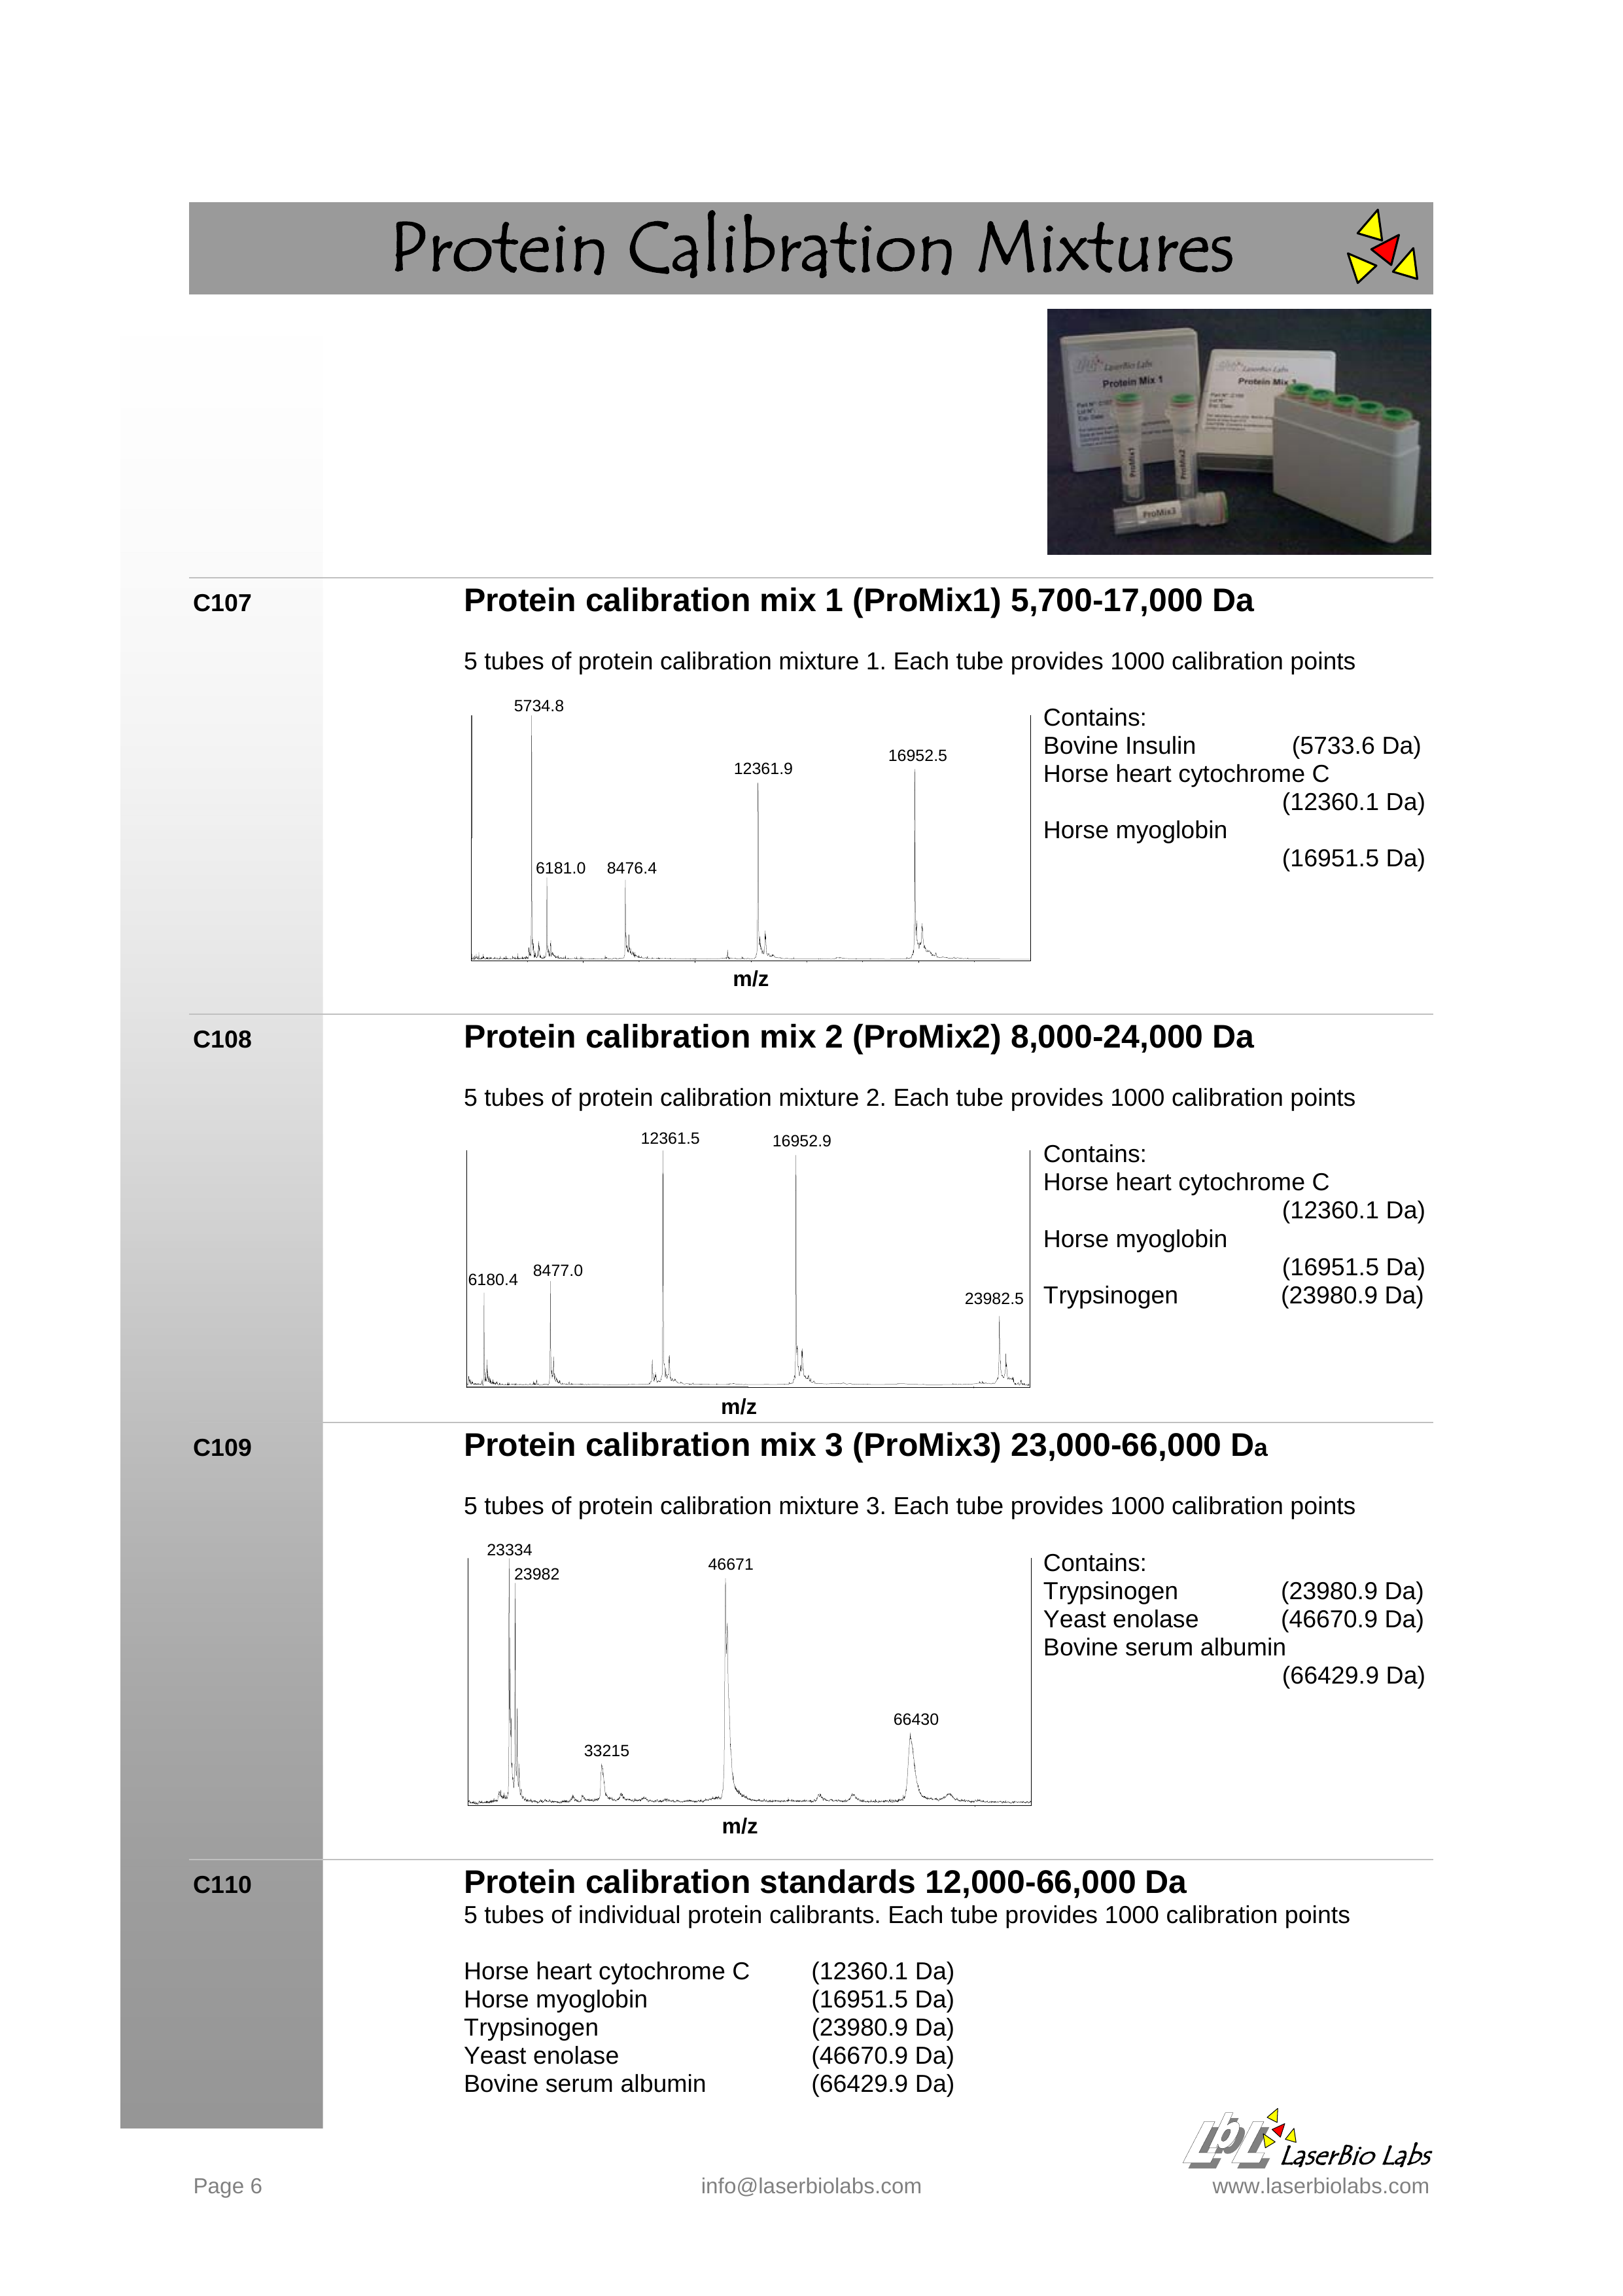 Protein Calibration Mixtures
LaserBio Labs
Protein Mix 1
LaserBio Labs
Protein Mix
ProMix1
ProMix2
ProMix3
C107
Protein calibration mix 1 (ProMix1) 5,700-17,000 Da
5 tubes of protein calibration mixture 1. Each tube provides 1000 calibration points
5734.8
6181.0
8476.4
12361.9
16952.5
m/z
Contains:
Bovine Insulin (5733.6 Da)
Horse heart cytochrome C
(12360.1 Da)
Horse myoglobin
(16951.5 Da)
C108
Protein calibration mix 2 (ProMix2) 8,000-24,000 Da
5 tubes of protein calibration mixture 2. Each tube provides 1000 calibration points
6180.4
8477.0
12361.5
16952.9
23982.5
m/z
Contains:
Horse heart cytochrome C
(12360.1 Da)
Horse myoglobin
(16951.5 Da)
Trypsinogen (23980.9 Da)
C109
Protein calibration mix 3 (ProMix3) 23,000-66,000 Da
5 tubes of protein calibration mixture 3. Each tube provides 1000 calibration points
23334
23982
33215
46671
66430
m/z
Contains:
Trypsinogen (23980.9 Da)
Yeast enolase (46670.9 Da)
Bovine serum albumin
(66429.9 Da)
C110
Protein calibration standards 12,000-66,000 Da
5 tubes of individual protein calibrants. Each tube provides 1000 calibration points
Horse heart cytochrome C (12360.1 Da)
Horse myoglobin (16951.5 Da)
Trypsinogen (23980.9 Da)
Yeast enolase (46670.9 Da)
Bovine serum albumin (66429.9 Da)
LbL LaserBio Labs
Page 6 info@laserbiolabs.com www.laserbiolabs.com